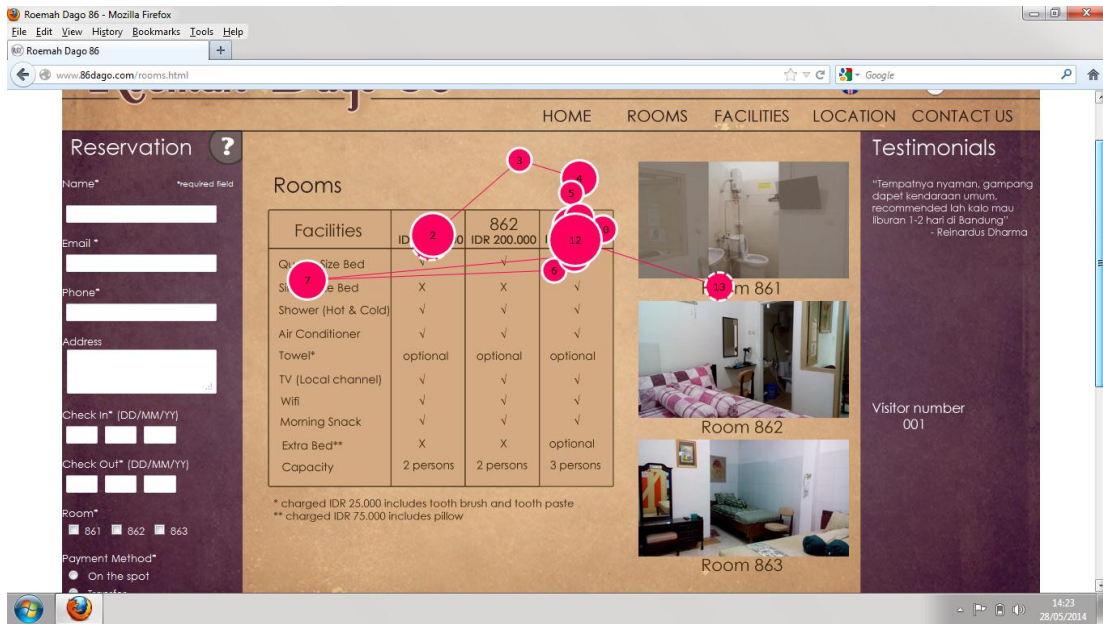 Roemah Dago 86 - Mozilla Firefox
File Edit View History Bookmarks Tools Help
Roemah Dago 86
www.86dago.com/rooms.html
Google
HOME ROOMS FACILITIES LOCATION CONTACT US
Reservation ?
Name* *required field
Email *
Phone*
Address
Check In* (DD/MM/YY)
Check Out* (DD/MM/YY)
Room*
861 862 863
Payment Method*
On the spot
Rooms
Facilities 862
IDR 200.000
Size Bed √ √
Bed X X √
Shower (Hot & Cold) √ √ √
Air Conditioner √ √ √
Towel* optional optional optional
TV (Local channel) √ √ √
Wifi √ √ √
Morning Snack √ √ √
Extra Bed** X X optional
Capacity 2 persons 2 persons 3 persons
* charged IDR 25.000 includes tooth brush and tooth paste
** charged IDR 75.000 includes pillow
2
3
4
5
6
7
12
13
861
Room 862
Room 863
Testimonials
"Tempatnya nyaman, gampang
dapet kendaraan umum,
recommended lah kalo mau
liburan 1-2 hari di Bandung"
- Reinardus Dharma
Visitor number
001
14:23
28/05/2014